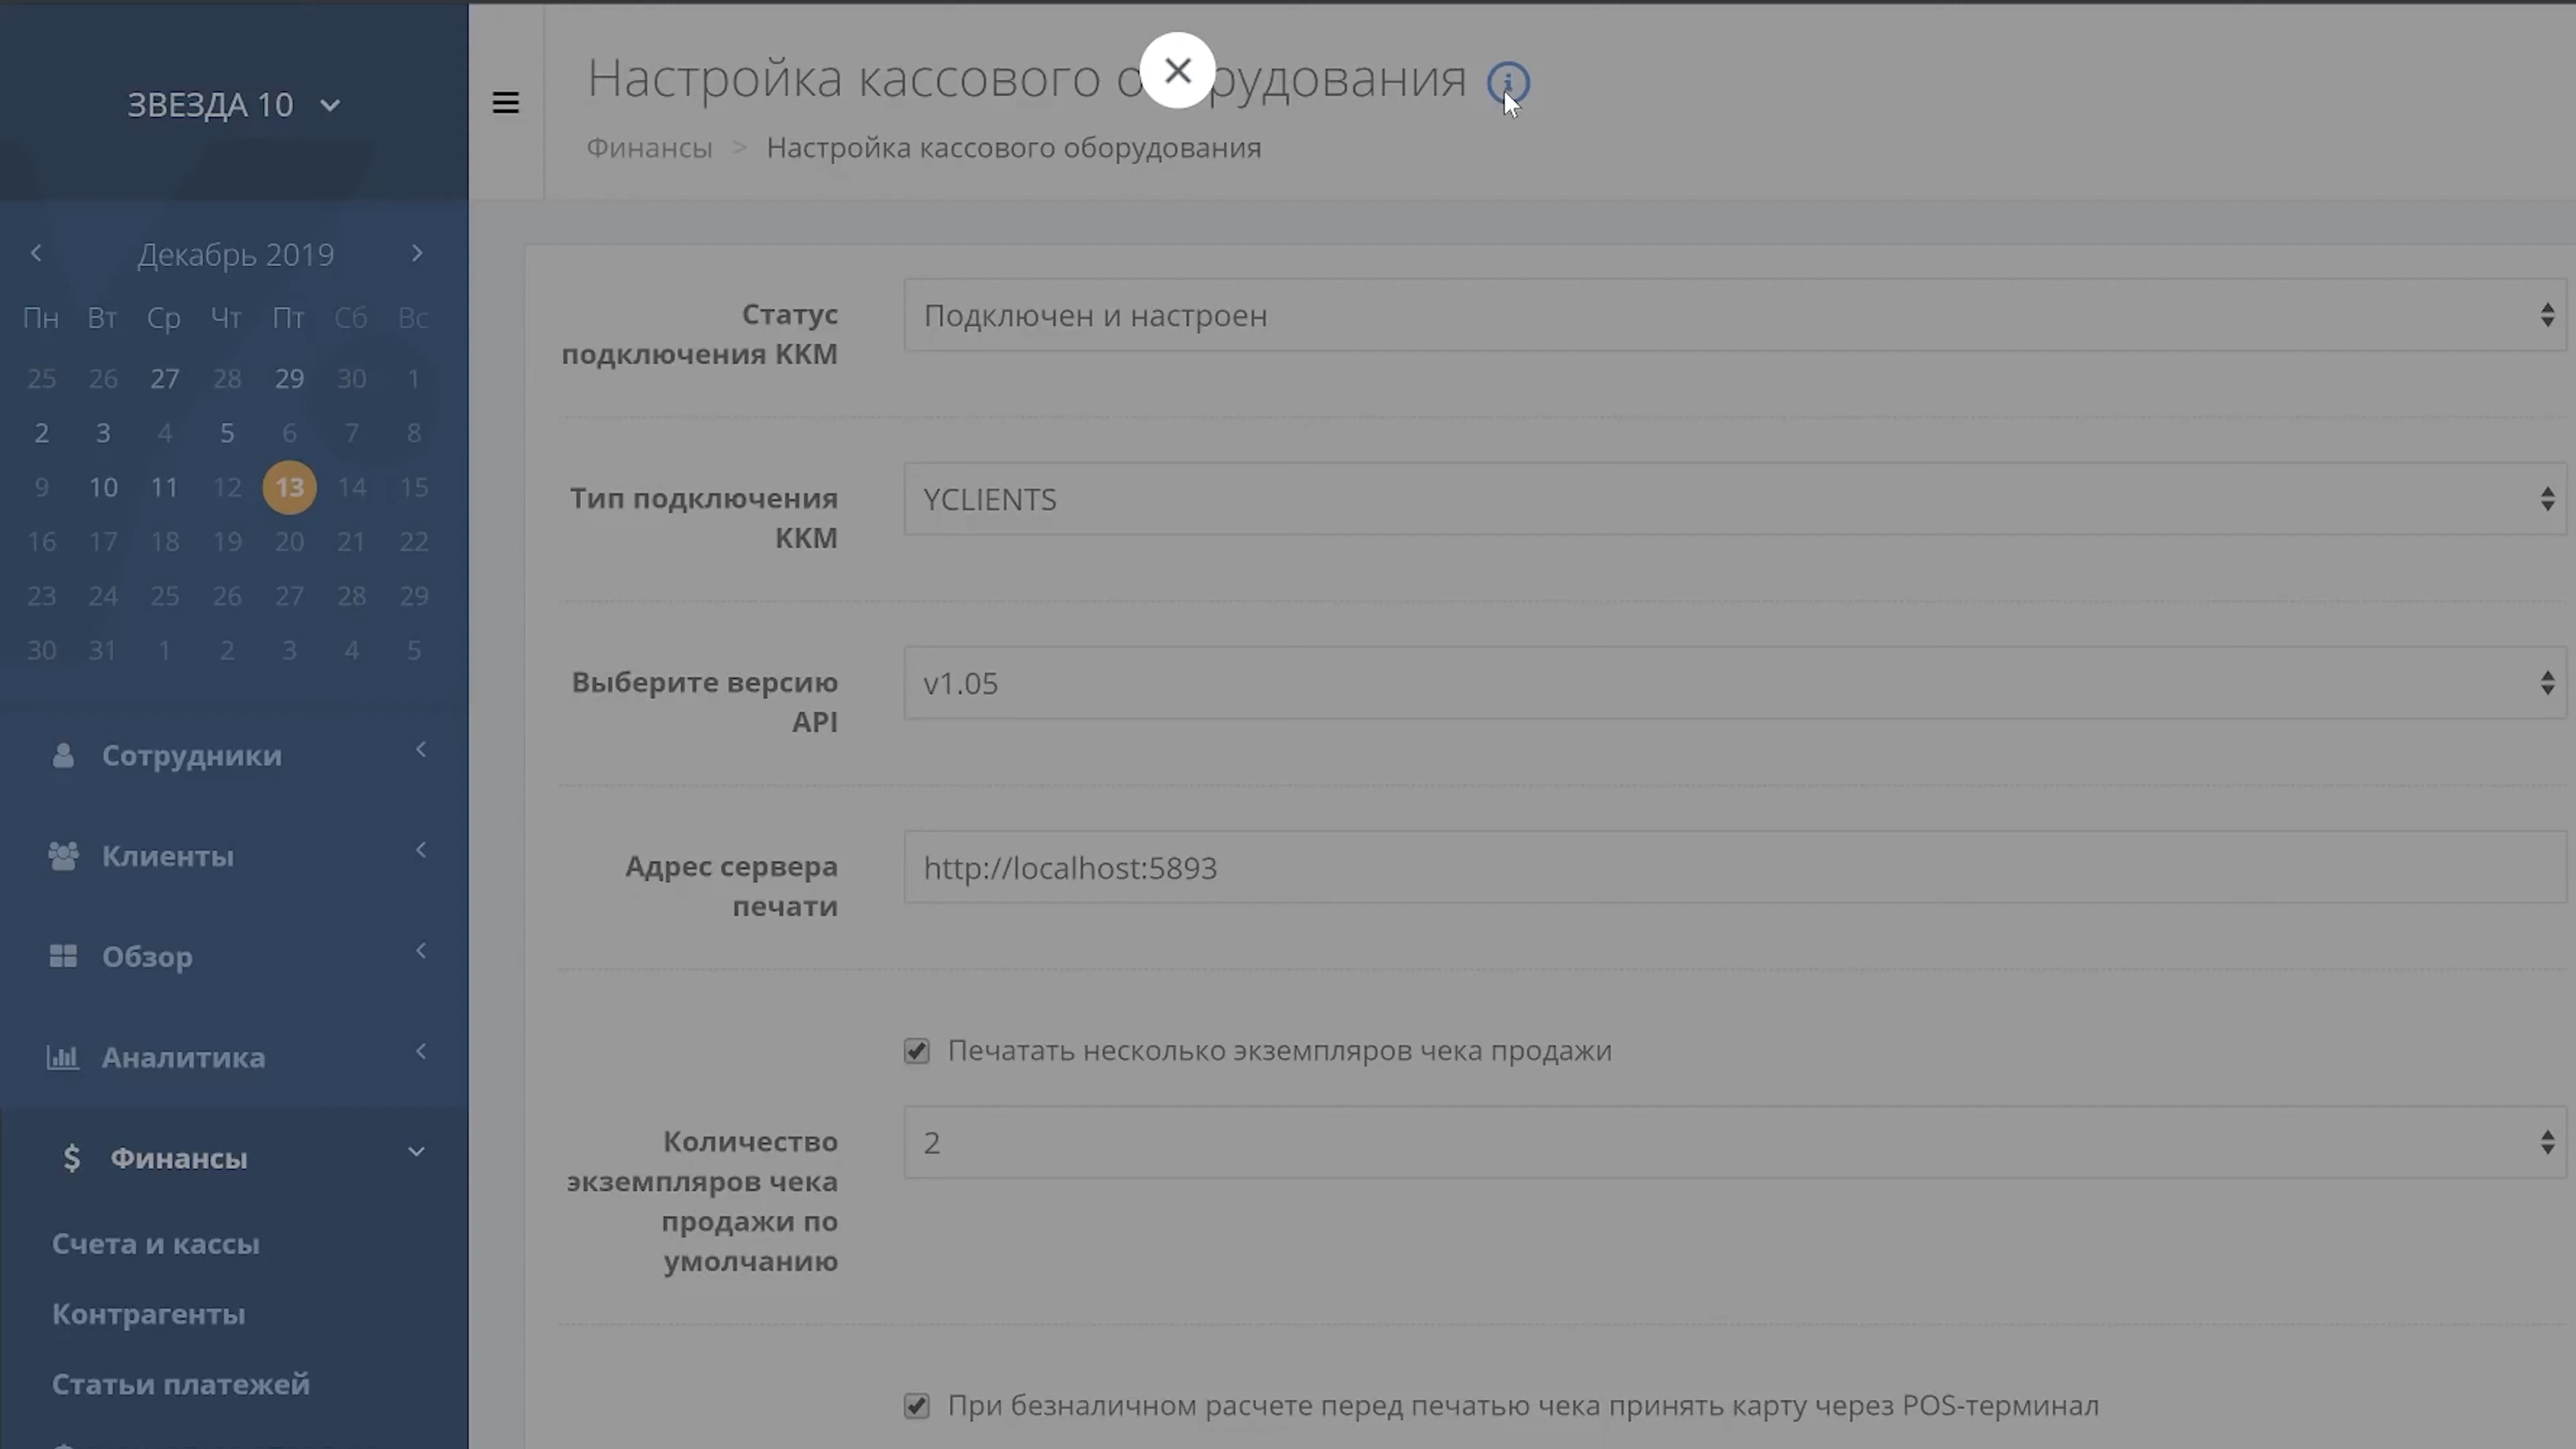 ЗВЕЗДА 10
Настройка кассового о рудования
Финансы > Настройка кассового оборудования
Декабрь 2019
Пн Вт Ср Чт Пт Сб Вс
25 26 27 28 29 30 1
2 3 4 5 6 7 8
9 10 11 12 13 14 15
16 17 18 19 20 21 22
23 24 25 26 27 28 29
30 31 1 2 3 4 5
Сотрудники
Клиенты
Обзор
Аналитика
$ Финансы
Счета и кассы
Контрагенты
Статьи платежей
Статус
подключения ККМ
Подключен и настроен
Тип подключения
ККМ
YCLIENTS
Выберите версию
API
v1.05
Адрес сервера
печати
http://localhost:5893
Печатать несколько экземпляров чека продажи
Количество
экземпляров чека
продажи по
умолчанию
2
При безналичном расчете перед печатью чека принять карту через POS-терминал